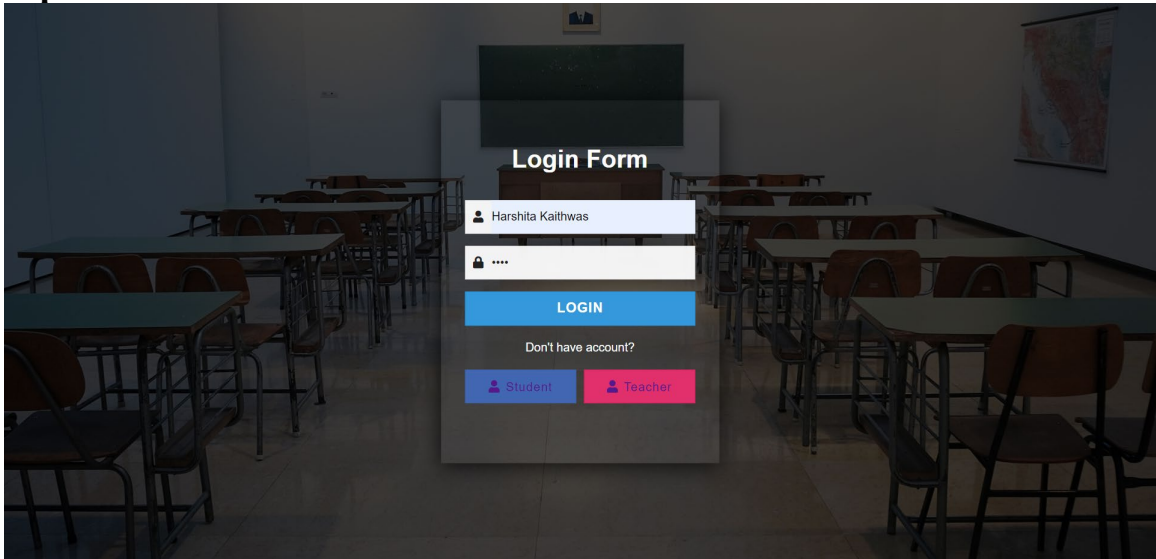 Login Form
Harshita Kaithwas
••••
LOGIN
Don't have account?
Student Teacher